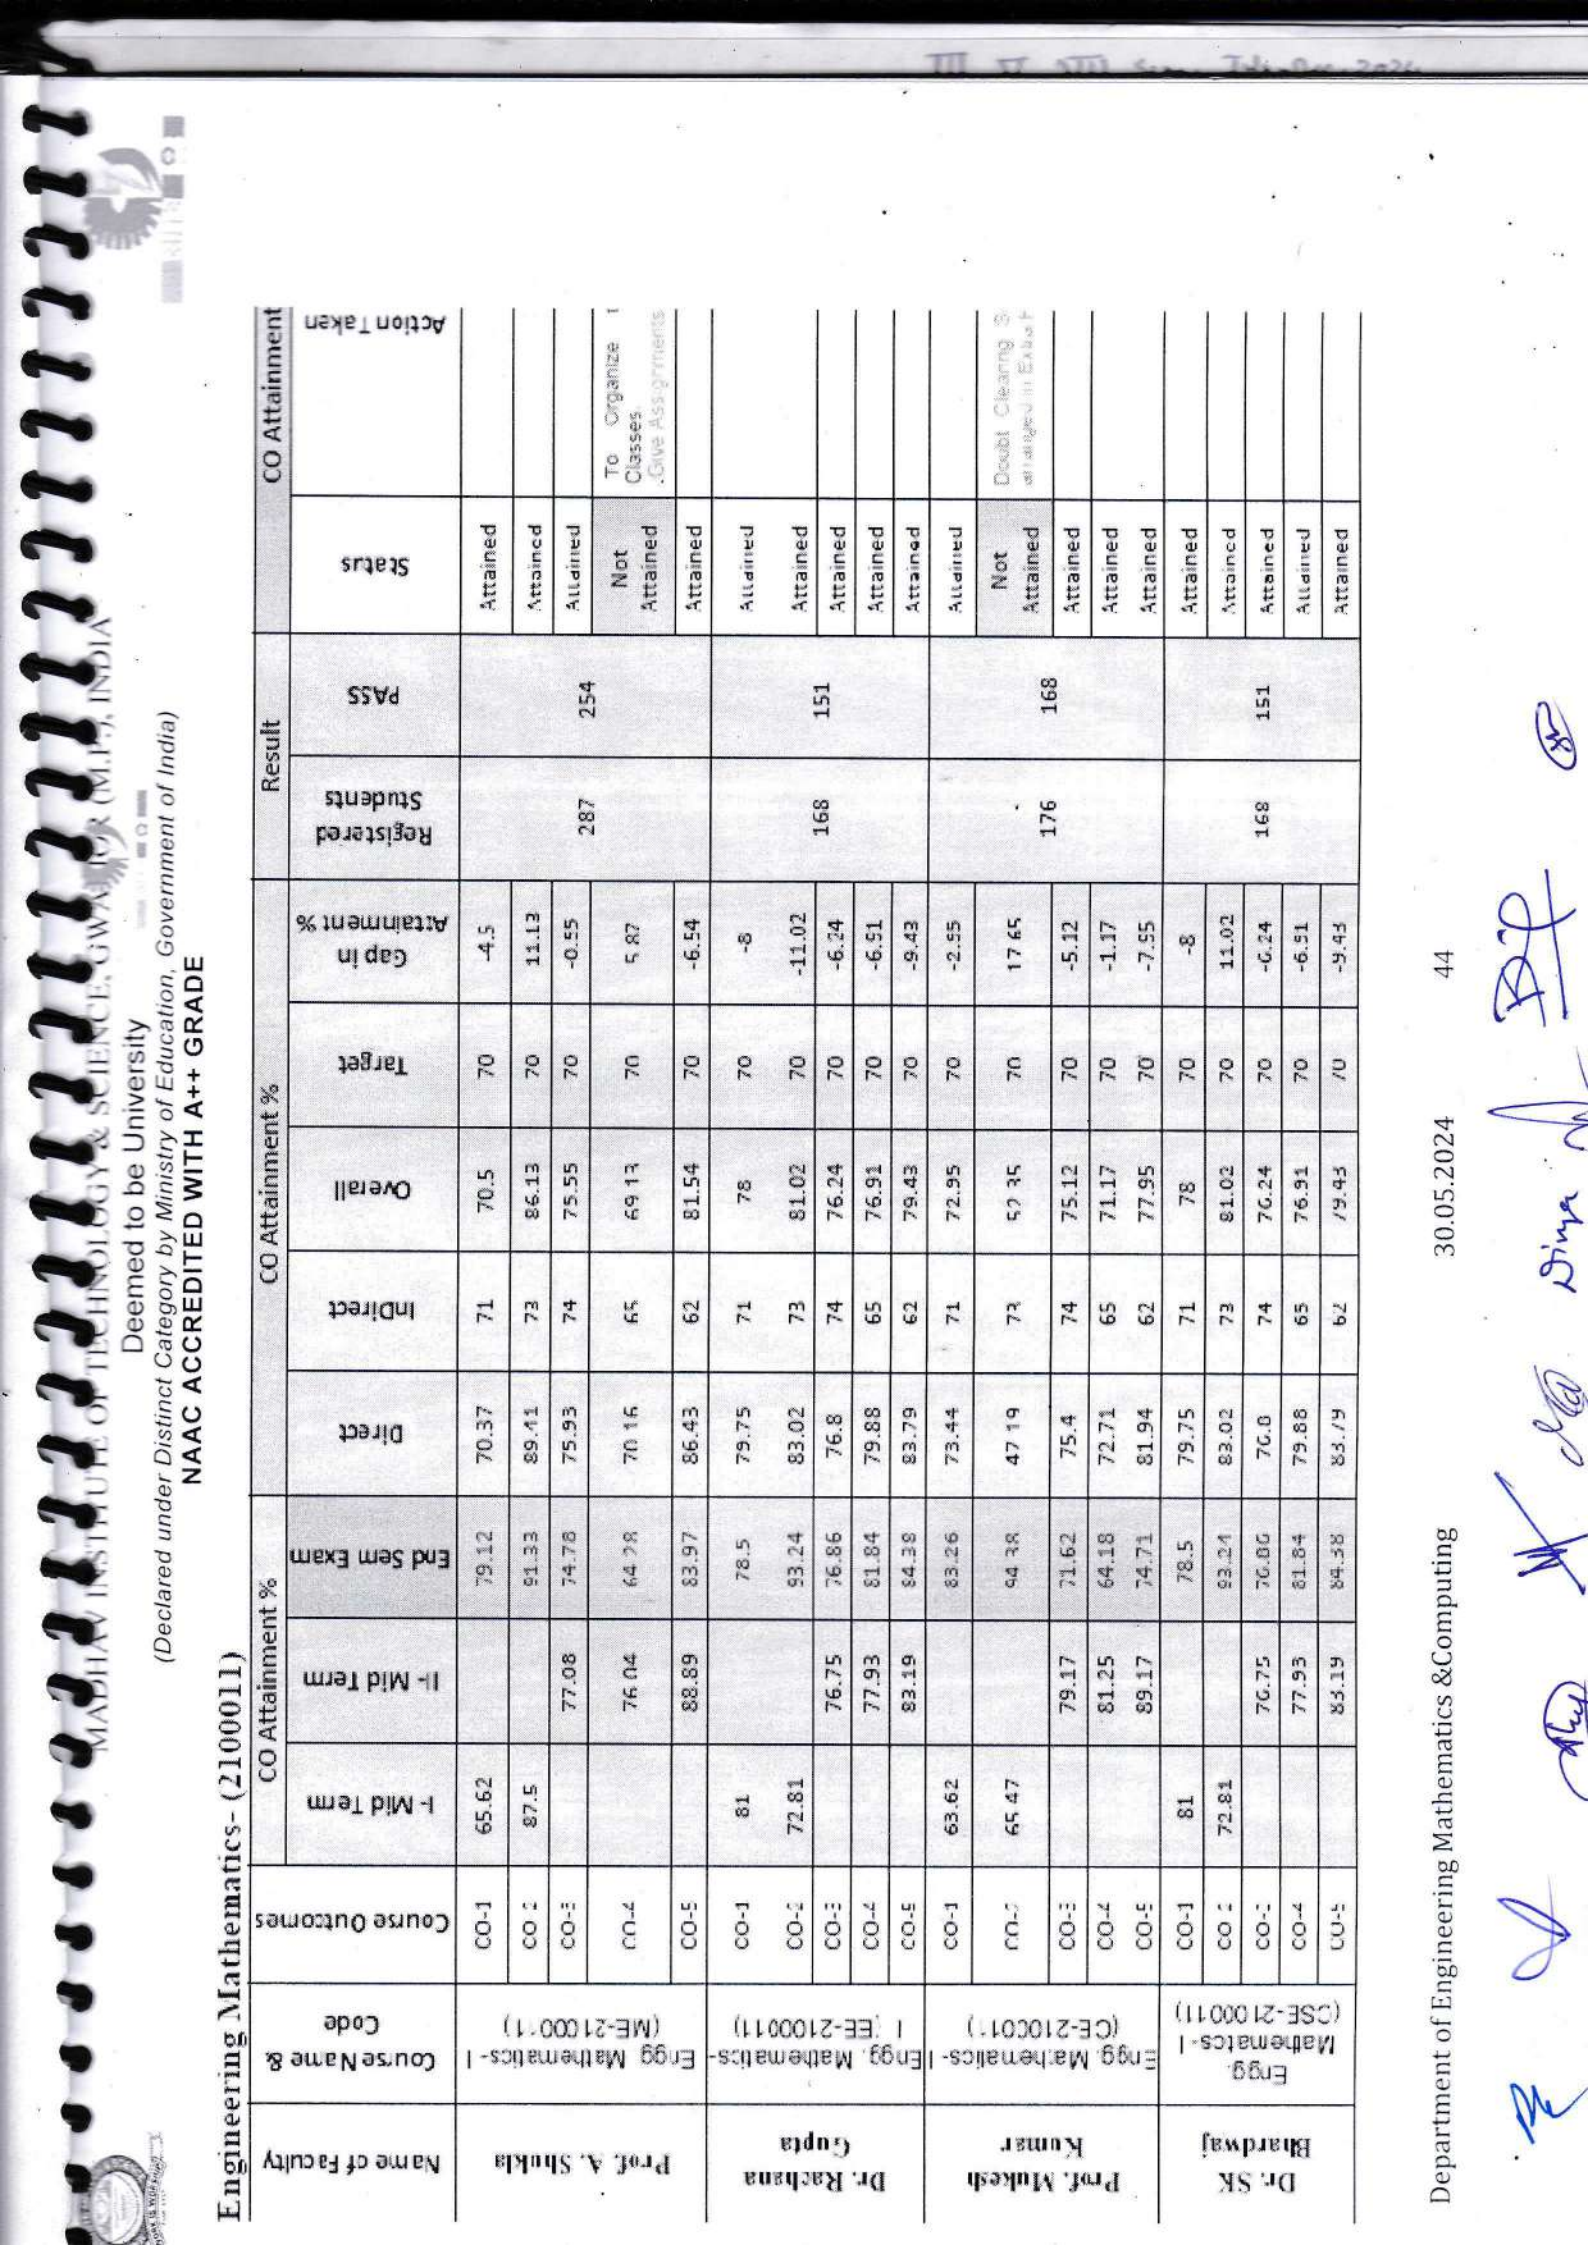 III V VII Sem. Jul-Dec. 2024
MADHAV INSTITUTE OF TECHNOLOGY & SCIENCE, GWALIOR (M.P.), INDIA
Deemed to be University
(Declared under Distinct Category by Ministry of Education, Government of India)
NAAC ACCREDITED WITH A++ GRADE
Engineering Mathematics- (2100011)
CO Attainment % CO Attainment % Result CO Attainment
Name of Faculty Course Name & Code Course Outcomes I- Mid Term II- Mid Term End Sem Exam Direct InDirect Overall Target Gap in Attainment % Registered Students PASS Status Action Taken
Prof. A. Shukla Engg. Mathematics- I (ME-2100011) 287 254
CO-1 65.62 79.12 70.37 71 70.5 70 -4.5 Attained
CO 2 87.5 91.33 89.41 73 86.13 70 11.13 Attained
CO-3 77.08 74.78 75.93 74 75.55 70 -0.55 Attained
CO-4 76.04 64.28 70 16 65 69 13 70 5.87 Not Attained To Organize Classes. .Give Assignments
CO-5 88.89 83.97 86.43 62 81.54 70 -6.54 Attained
Dr. Rachana Gupta Engg. Mathematics- I (EE-2100011) 168 151
CO-1 81 78.5 79.75 71 78 70 -8 Attained
CO-2 72.81 93.24 83.02 73 81.02 70 -11.02 Attained
CO-3 76.75 76.86 76.8 74 76.24 70 -6.24 Attained
CO-4 77.93 81.84 79.88 65 76.91 70 -6.91 Attained
CO-5 83.19 84.38 83.79 62 79.43 70 -9.43 Attained
Prof. Mukesh Kumar Engg. Mathematics- I (CE-2100011) 176 168
CO-1 63.62 83.26 73.44 71 72.95 70 -2.95 Attained
CO-2 65 47 94 38 47 19 73 52 35 70 17 65 Not Attained Doubt Clearing
CO-3 79.17 71.62 75.4 74 75.12 70 -5.12 Attained
CO-4 81.25 64.18 72.71 65 71.17 70 -1.17 Attained
CO-5 89.17 74.71 81.94 62 77.95 70 -7.95 Attained
Dr. SK Bhardwaj Engg. Mathematics- I (CSE-2100011) 168 151
CO-1 81 78.5 79.75 71 78 70 -8 Attained
CO 2 72.81 93.24 83.02 73 81.02 70 11.02 Attained
CO-3 76.75 76.86 76.8 74 76.24 70 -6.24 Attained
CO-4 77.93 81.84 79.88 65 76.91 70 -6.91 Attained
CO-5 83.19 84.38 83.79 62 79.43 70 -9.43 Attained
Department of Engineering Mathematics &Computing 30.05.2024 44